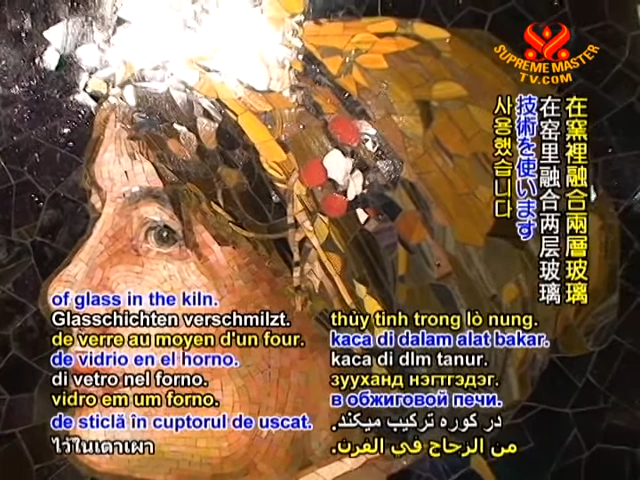 SUPREME MASTER
TV.COM
在窯裡融合兩層玻璃
在窑里融合两层玻璃
技術を使います
사용했습니다
of glass in the kiln.
Glasschichten verschmilzt.
de verre au moyen d'un four.
de vidrio en el horno.
di vetro nel forno.
vidro em um forno.
de sticlă în cuptorul de uscat.
ไว้ในเตาเผา
thủy tinh trong lò nung.
kaca di dalam alat bakar.
kaca di dlm tanur.
зууханд нэгтгэдэг.
в обжиговой печи.
در کوره ترکیب میکند.
من الزجاج في الفرن.